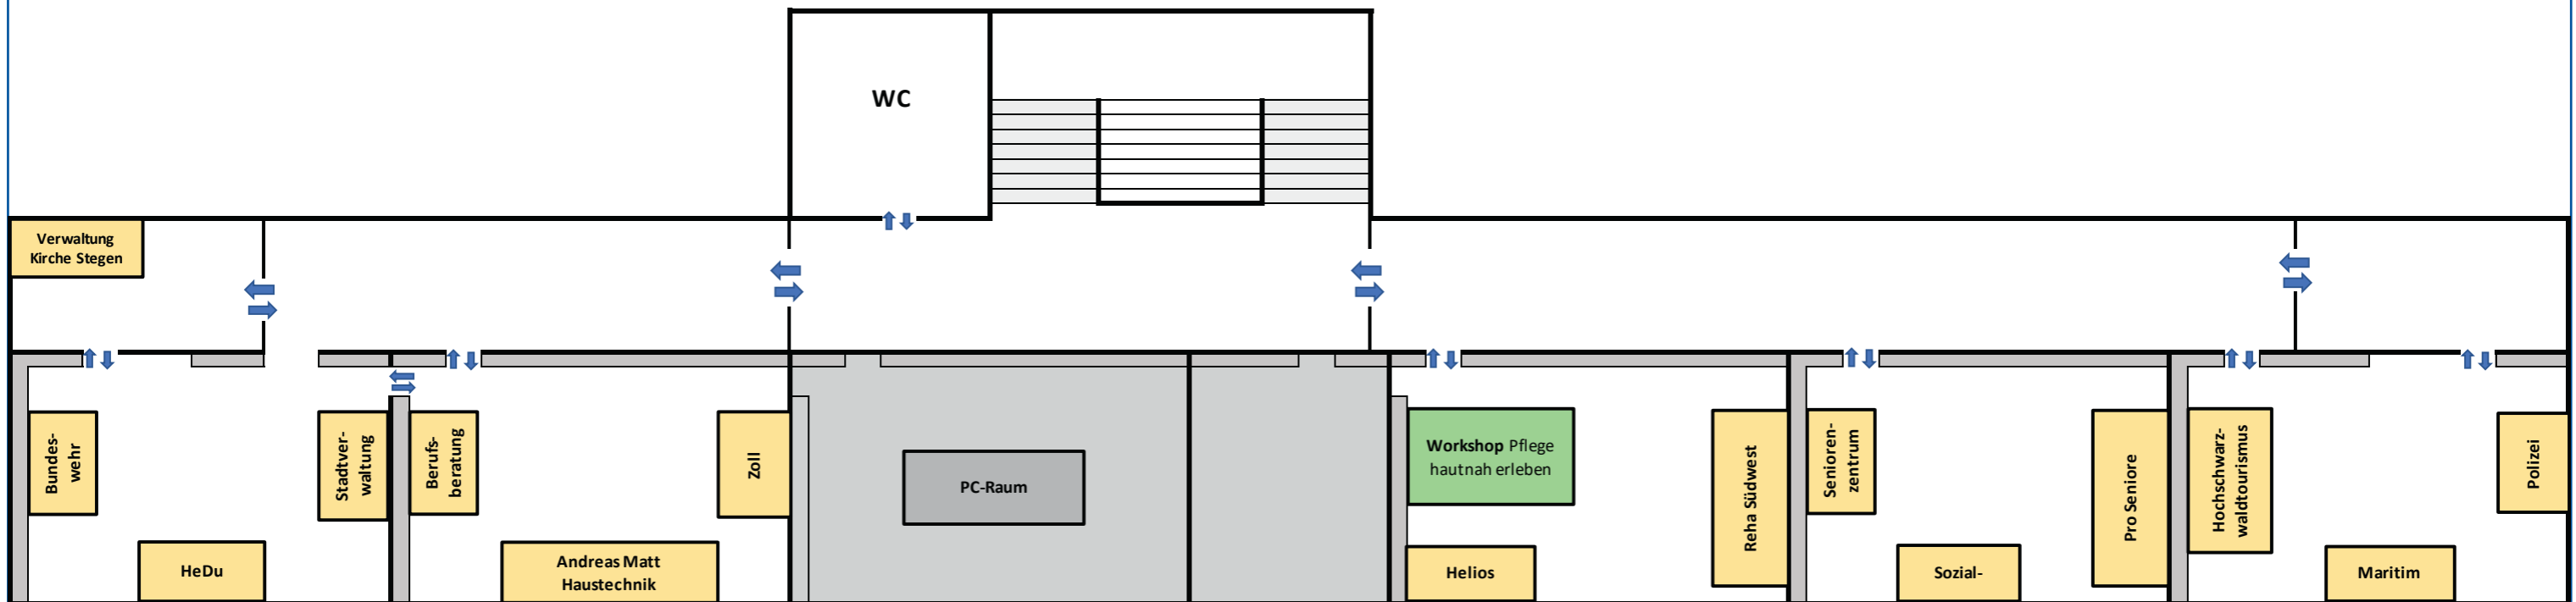 WC
Verwaltung
Kirche Stegen
Bundes-
wehr
HeDu
Stadtver-
waltung
Berufs-
beratung
Andreas Matt
Haustechnik
Zoll
PC-Raum
Workshop Pflege
hautnah erleben
Helios
Reha Südwest
Senioren-
zentrum
Sozial-
Pro Seniore
Hochschwarz-
waldtourismus
Maritim
Polizei